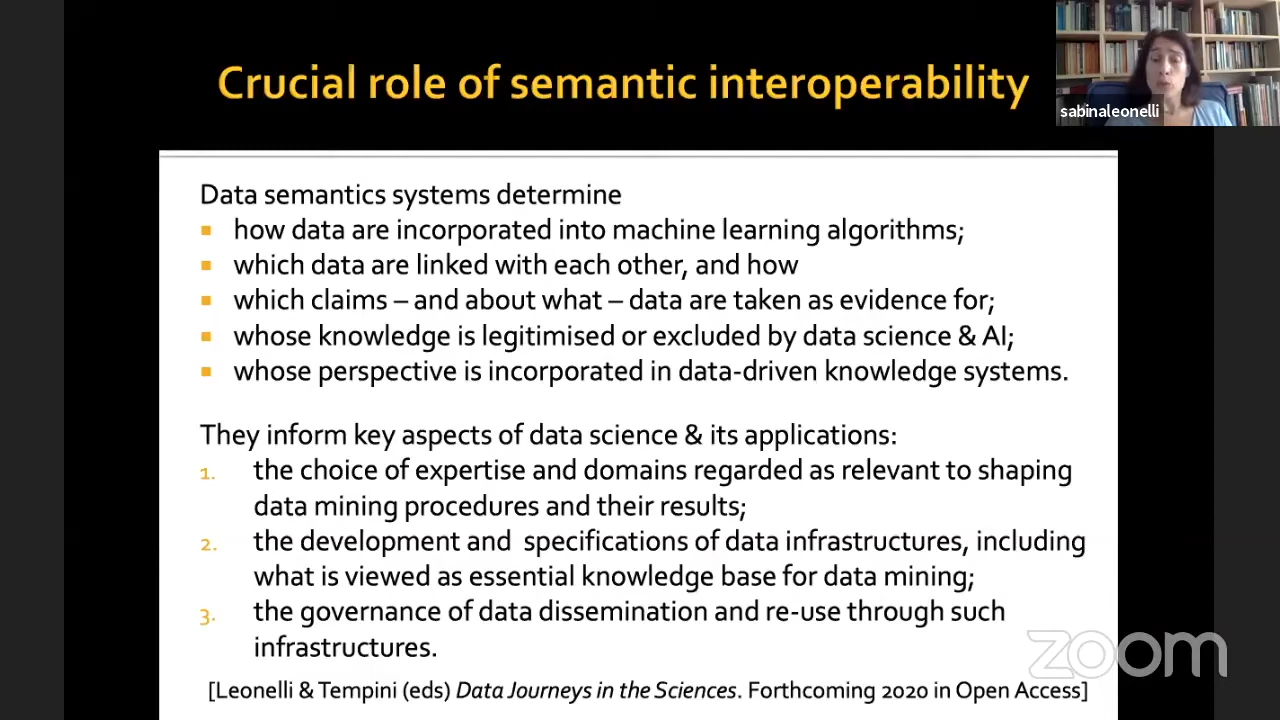 Crucial role of semantic interoperability
sabinaleonelli
Data semantics systems determine
▪ how data are incorporated into machine learning algorithms;
▪ which data are linked with each other, and how
▪ which claims – and about what – data are taken as evidence for;
▪ whose knowledge is legitimised or excluded by data science & AI;
▪ whose perspective is incorporated in data-driven knowledge systems.
They inform key aspects of data science & its applications:
1. the choice of expertise and domains regarded as relevant to shaping
data mining procedures and their results;
2. the development and specifications of data infrastructures, including
what is viewed as essential knowledge base for data mining;
3. the governance of data dissemination and re-use through such
infrastructures.
zoom
[Leonelli & Tempini (eds) Data Journeys in the Sciences. Forthcoming 2020 in Open Access]